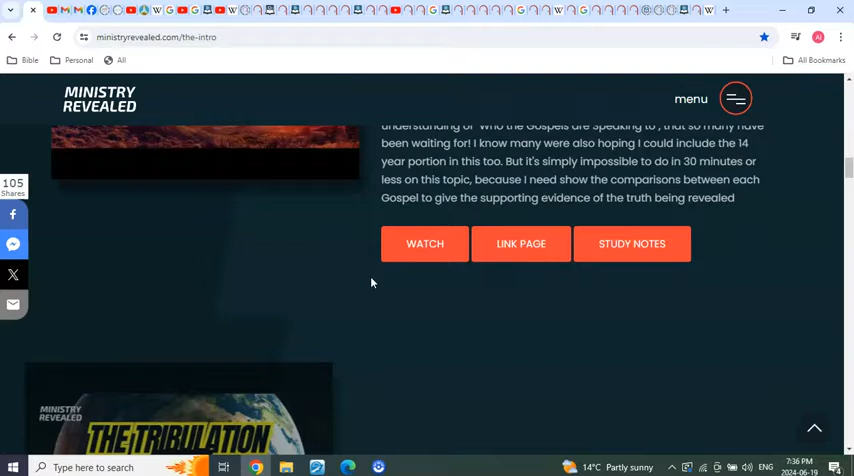 ministryrevealed.com/the-intro
Bible
Personal
All
All Bookmarks
MINISTRY
REVEALED
menu
understanding of 'Who the Gospels are Speaking to', that so many have
been waiting for! I know many were also hoping I could include the 14
year portion in this too. But it's simply impossible to do in 30 minutes or
less on this topic, because I need show the comparisons between each
Gospel to give the supporting evidence of the truth being revealed
105
Shares
WATCH
LINK PAGE
STUDY NOTES
MINISTRY
REVEALED
THE TRIBULATION
Type here to search
14°C Partly sunny
ENG
7:36 PM
2024-06-19
4